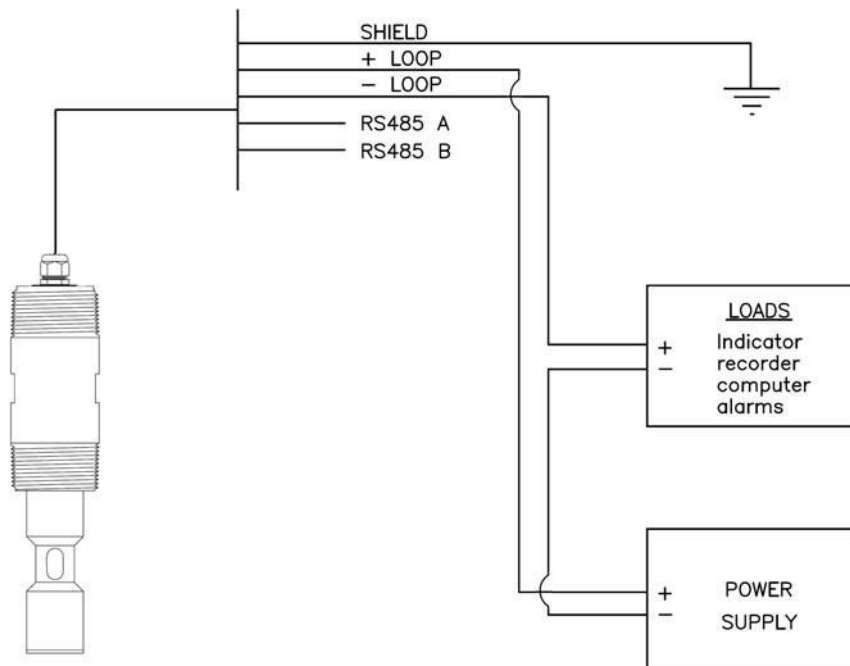 SHIELD
+ LOOP
− LOOP
RS485 A
RS485 B
LOADS
+ Indicator
− recorder
computer
alarms
+ POWER
− SUPPLY